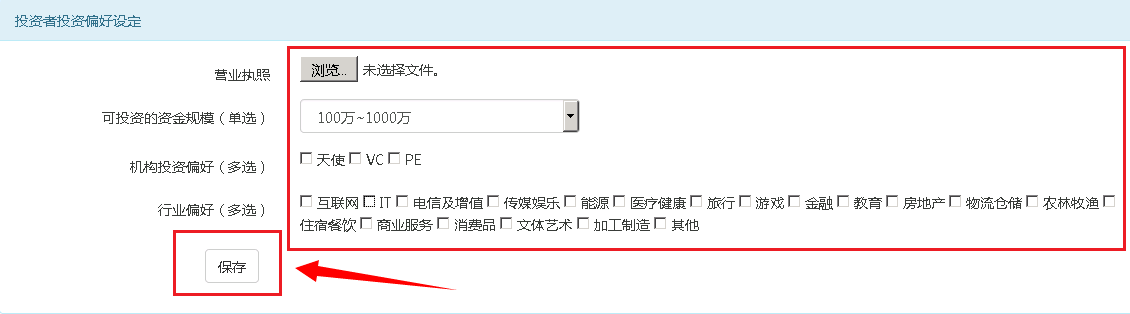 投资者投资偏好设定
营业执照 浏览.. 未选择文件。
可投资的资金规模（单选） 100万~1000万
机构投资偏好（多选） 天使 VC PE
行业偏好（多选） 互联网 IT 电信及增值 传媒娱乐 能源 医疗健康 旅行 游戏 金融 教育 房地产 物流仓储 农林牧渔
住宿餐饮 商业服务 消费品 文体艺术 加工制造 其他
保存